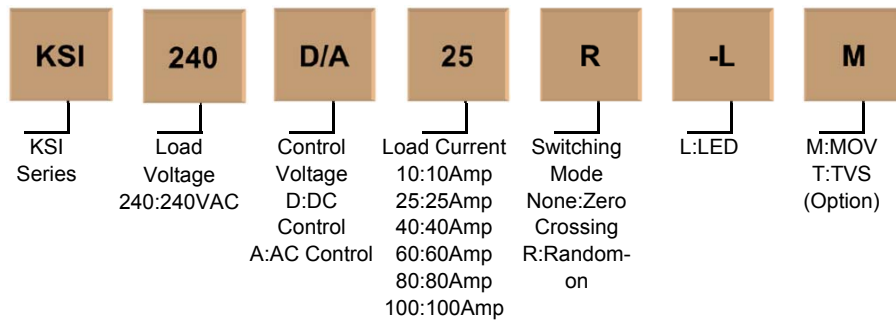 KSI
240
D/A
25
R
-L
M
KSI
Series
Load
Voltage
240:240VAC
Control
Voltage
D:DC
Control
A:AC Control
Load Current
10:10Amp
25:25Amp
40:40Amp
60:60Amp
80:80Amp
100:100Amp
Switching
Mode
None:Zero
Crossing
R:Random-
on
L:LED
M:MOV
T:TVS
(Option)